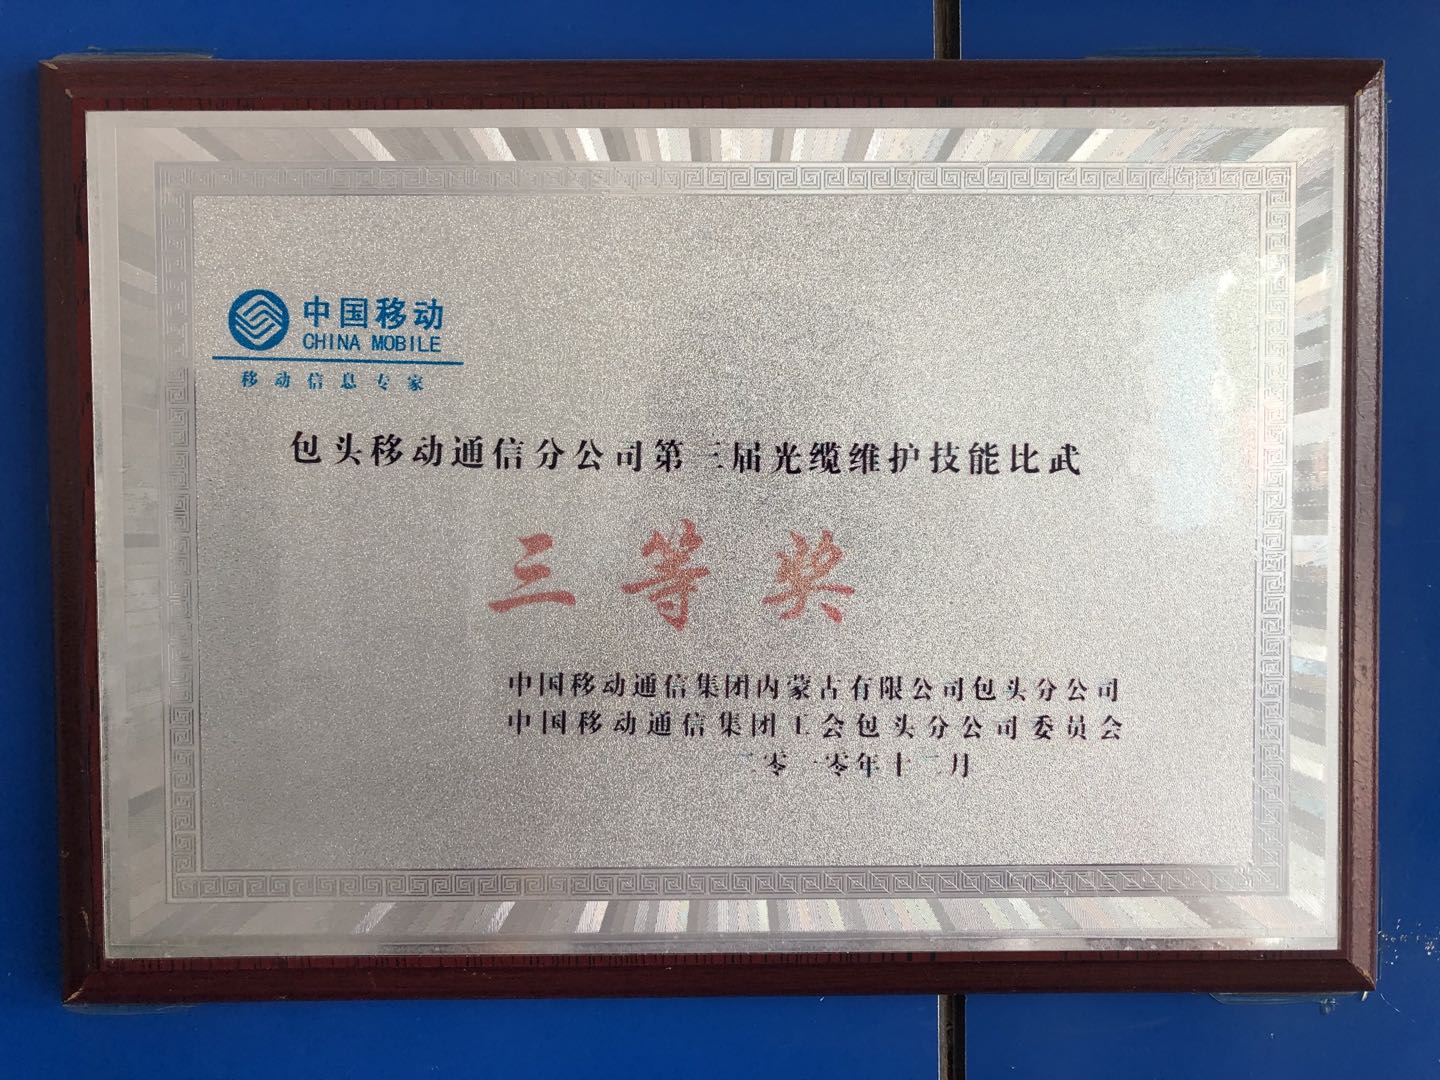 中国移动
CHINA MOBILE
移动信息专家
包头移动通信分公司第三届光缆维护技能比武
三等奖
中国移动通信集团内蒙古有限公司包头分公司
中国移动通信集团工会包头分公司委员会
二零一零年十二月